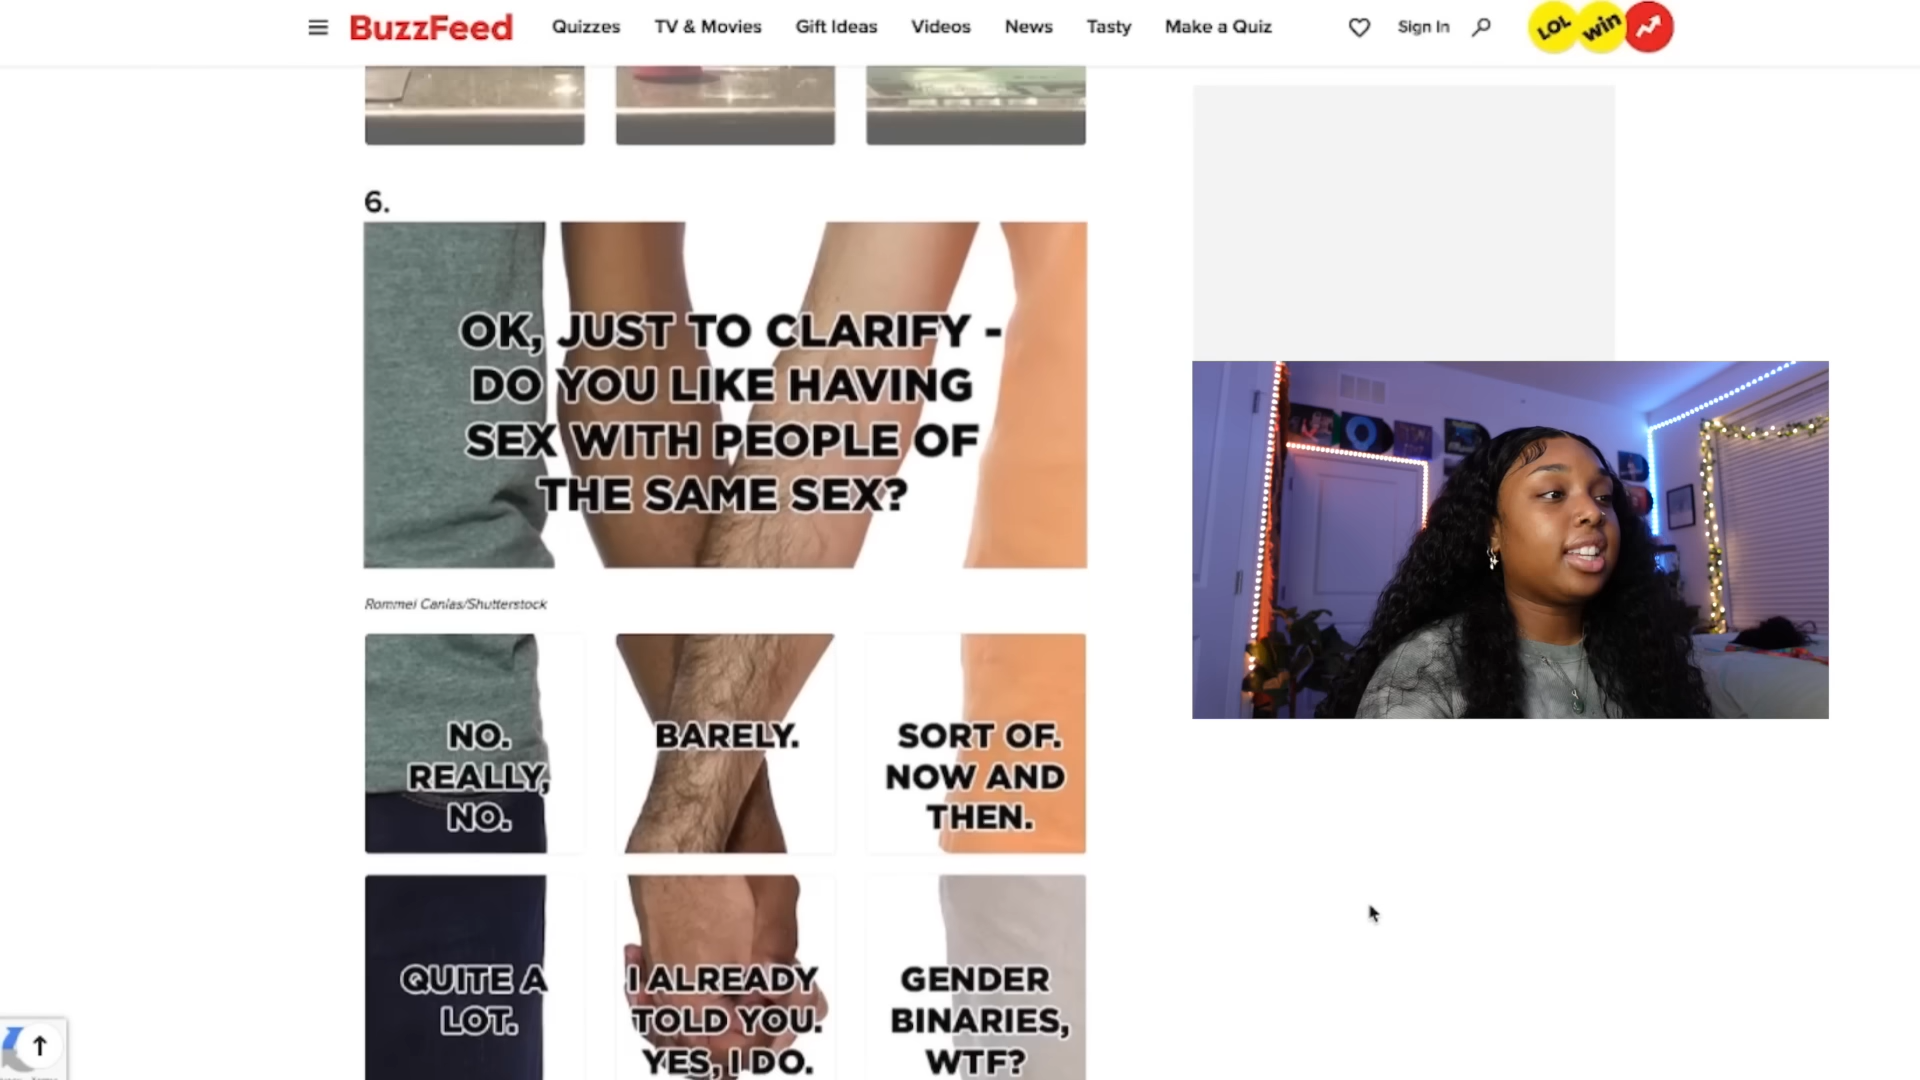 BuzzFeed Quizzes TV & Movies Gift Ideas Videos News Tasty Make a Quiz Sign In LOL win
6.
OK, JUST TO CLARIFY -
DO YOU LIKE HAVING
SEX WITH PEOPLE OF
THE SAME SEX?
Rommel Canlas/Shutterstock
NO.
REALLY,
NO.
BARELY.
SORT OF.
NOW AND
THEN.
QUITE A
LOT.
I ALREADY
TOLD YOU.
YES, I DO.
GENDER
BINARIES,
WTF?